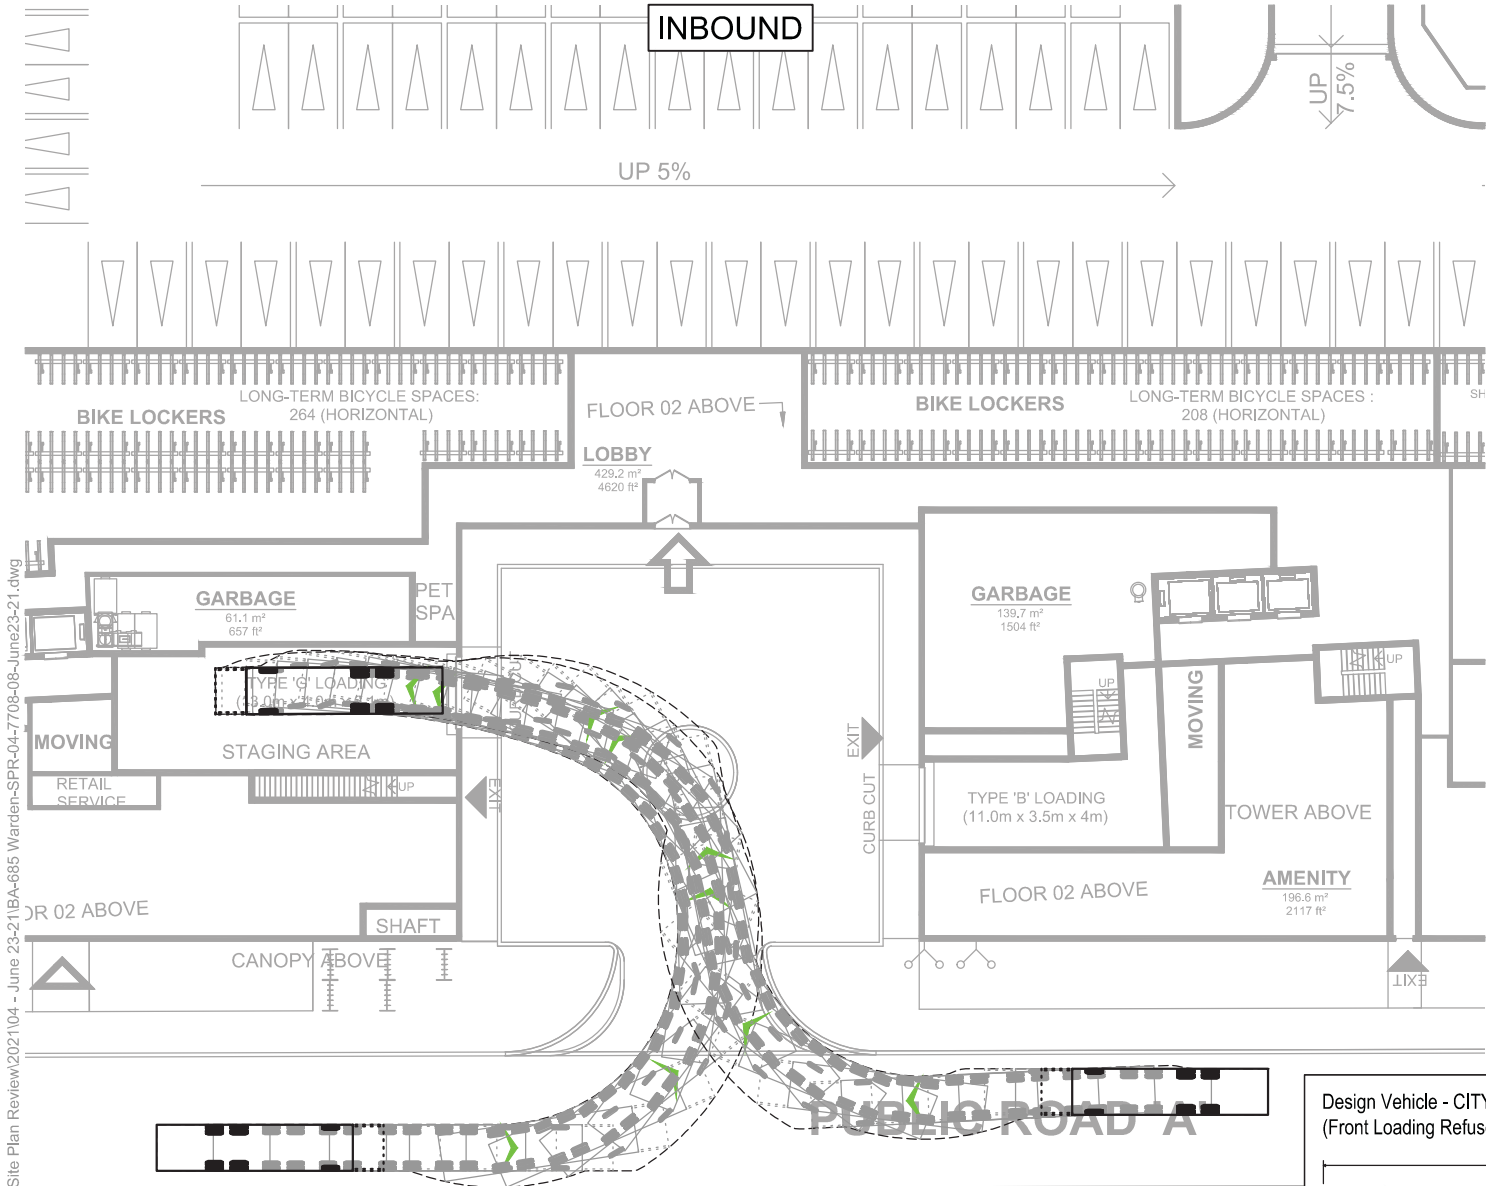 INBOUND
UP
7.5%
UP 5%
BIKE LOCKERS
LONG-TERM BICYCLE SPACES:
264 (HORIZONTAL)
FLOOR 02 ABOVE
BIKE LOCKERS
LONG-TERM BICYCLE SPACES :
208 (HORIZONTAL)
SH
LOBBY
429.2 m²
4620 ft²
GARBAGE
61.1 m²
657 ft²
PET
SPA
GARBAGE
139.7 m²
1504 ft²
UP
UP
TYPE 'G' LOADING
MOVING
STAGING AREA
EXIT
MOVING
RETAIL
SERVICE
UP
EXIT
CURB CUT
TYPE 'B' LOADING
(11.0m x 3.5m x 4m)
TOWER ABOVE
AMENITY
196.6 m²
2117 ft²
FLOOR 02 ABOVE
OR 02 ABOVE
SHAFT
CANOPY ABOVE
EXIT
PUBLIC ROAD 'A'
Design Vehicle - CITY
(Front Loading Refuse
Site Plan Review\2021\04 - June 23-21\BA-685 Warden-SPR-04-7708-08-June23-21.dwg